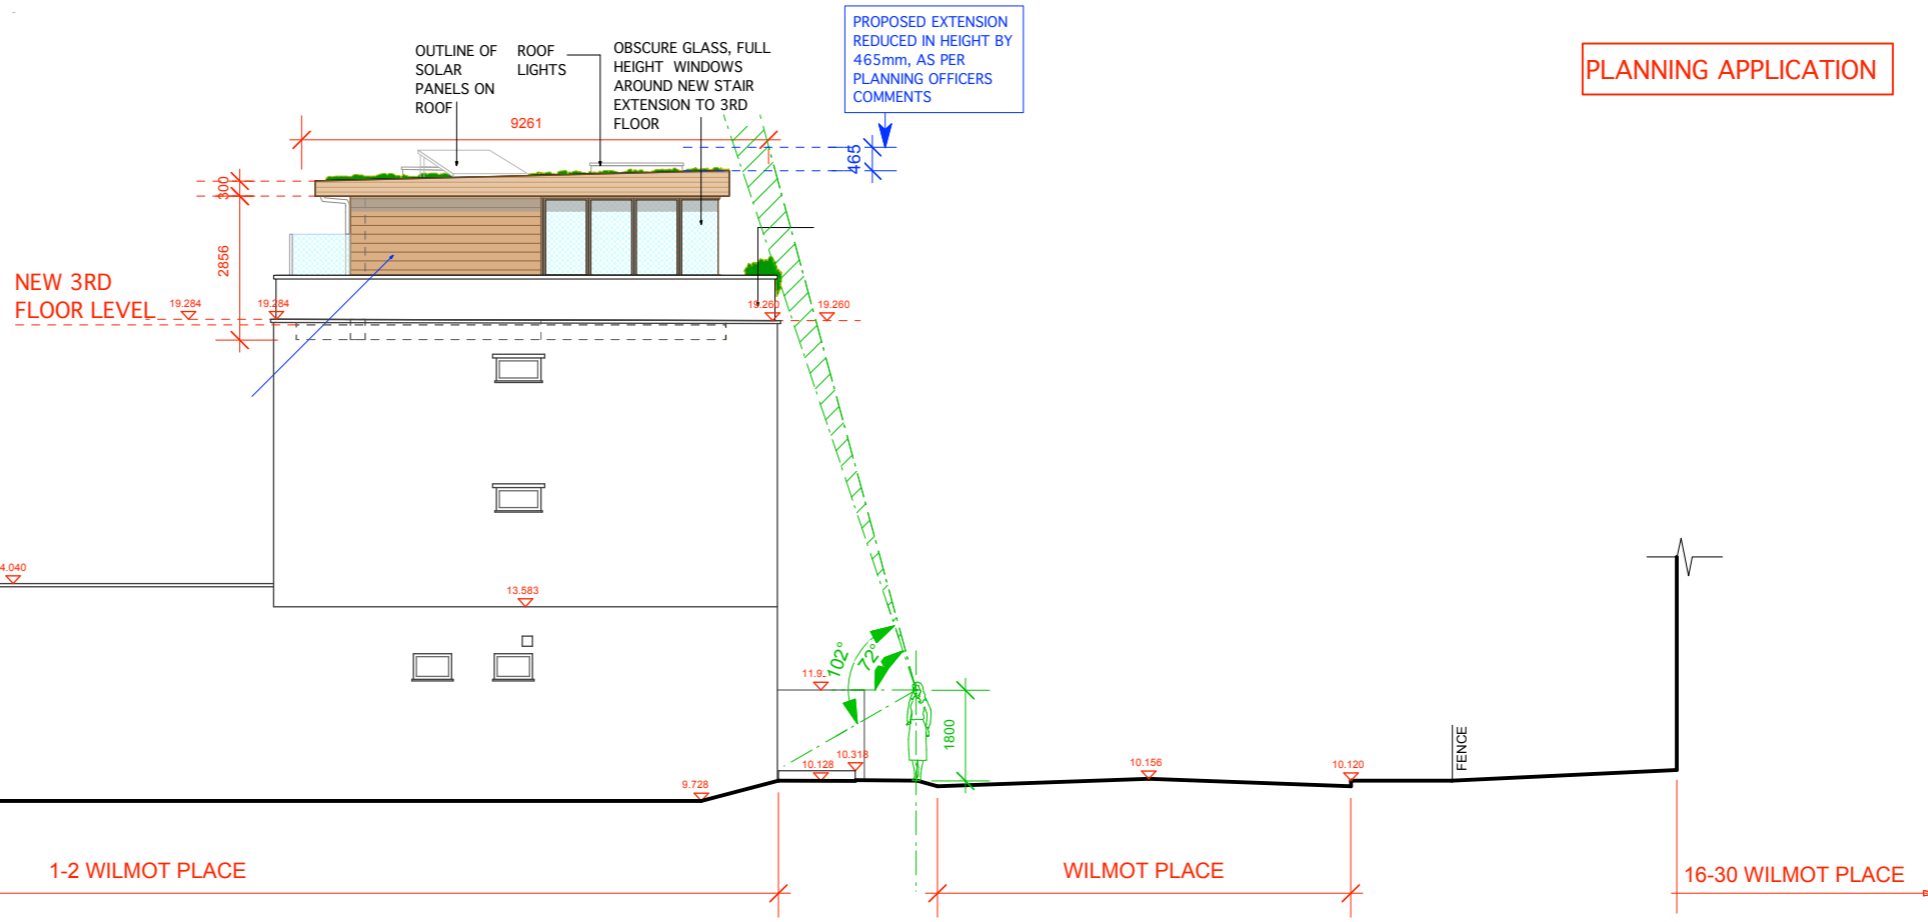 OUTLINE OF
SOLAR
PANELS ON
ROOF
ROOF
LIGHTS
OBSCURE GLASS, FULL
HEIGHT WINDOWS
AROUND NEW STAIR
EXTENSION TO 3RD
FLOOR
PROPOSED EXTENSION
REDUCED IN HEIGHT BY
465mm, AS PER
PLANNING OFFICERS
COMMENTS
PLANNING APPLICATION
9261
465
300
2856
NEW 3RD
FLOOR LEVEL
19.284
19.284
19.260
19.260
4.040
13.583
102°
72°
11.9
1800
10.318
10.128
9.728
10.156
10.120
FENCE
1-2 WILMOT PLACE
WILMOT PLACE
16-30 WILMOT PLACE